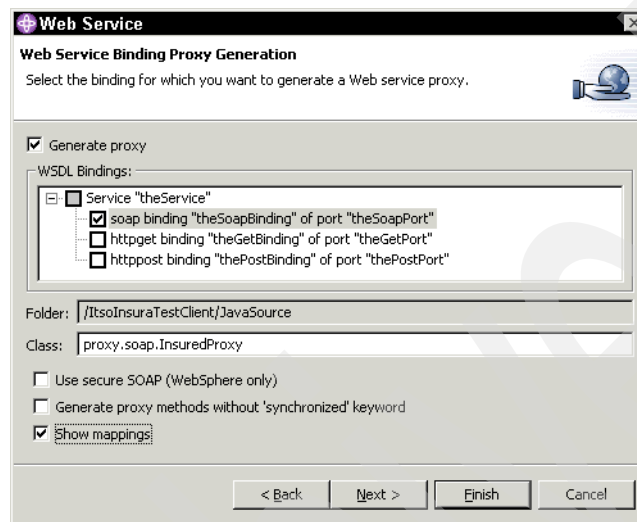 Web Service
Web Service Binding Proxy Generation
Select the binding for which you want to generate a Web service proxy.
Generate proxy
WSDL Bindings:
Service "theService"
soap binding "theSoapBinding" of port "theSoapPort"
httpget binding "theGetBinding" of port "theGetPort"
httppost binding "thePostBinding" of port "thePostPort"
Folder: /ItsoInsuraTestClient/JavaSource
Class: proxy.soap.InsuredProxy
Use secure SOAP (WebSphere only)
Generate proxy methods without 'synchronized' keyword
Show mappings
< Back Next > Finish Cancel